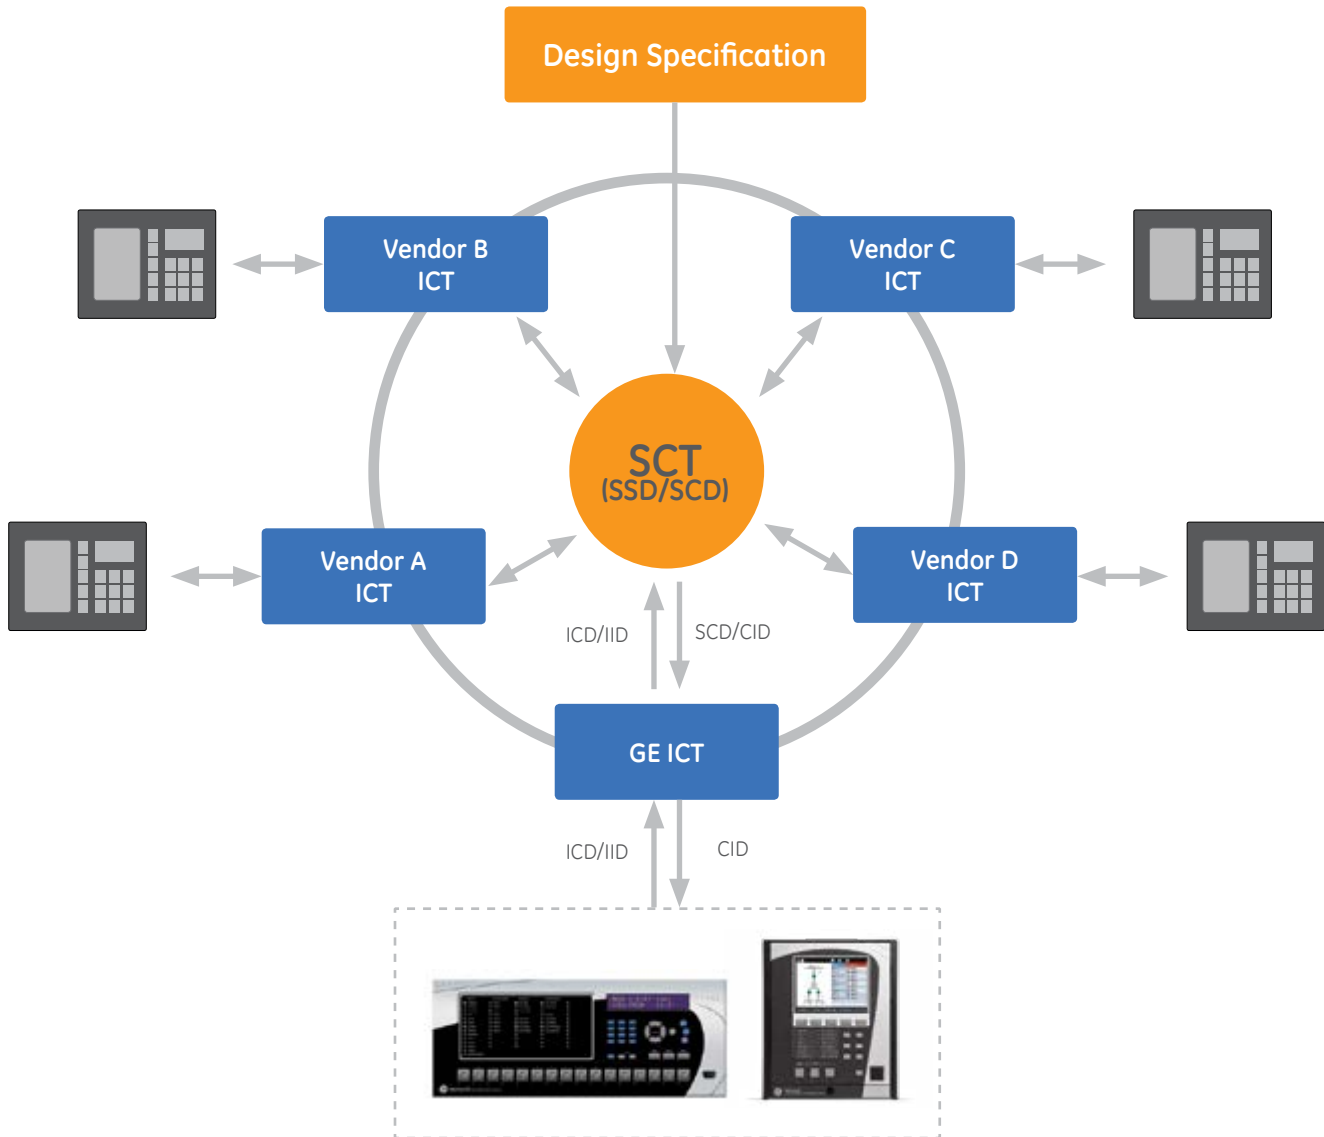 Design Specification
Vendor B
ICT
Vendor C
ICT
SCT
(SSD/SCD)
Vendor A
ICT
Vendor D
ICT
ICD/IID
SCD/CID
GE ICT
ICD/IID
CID